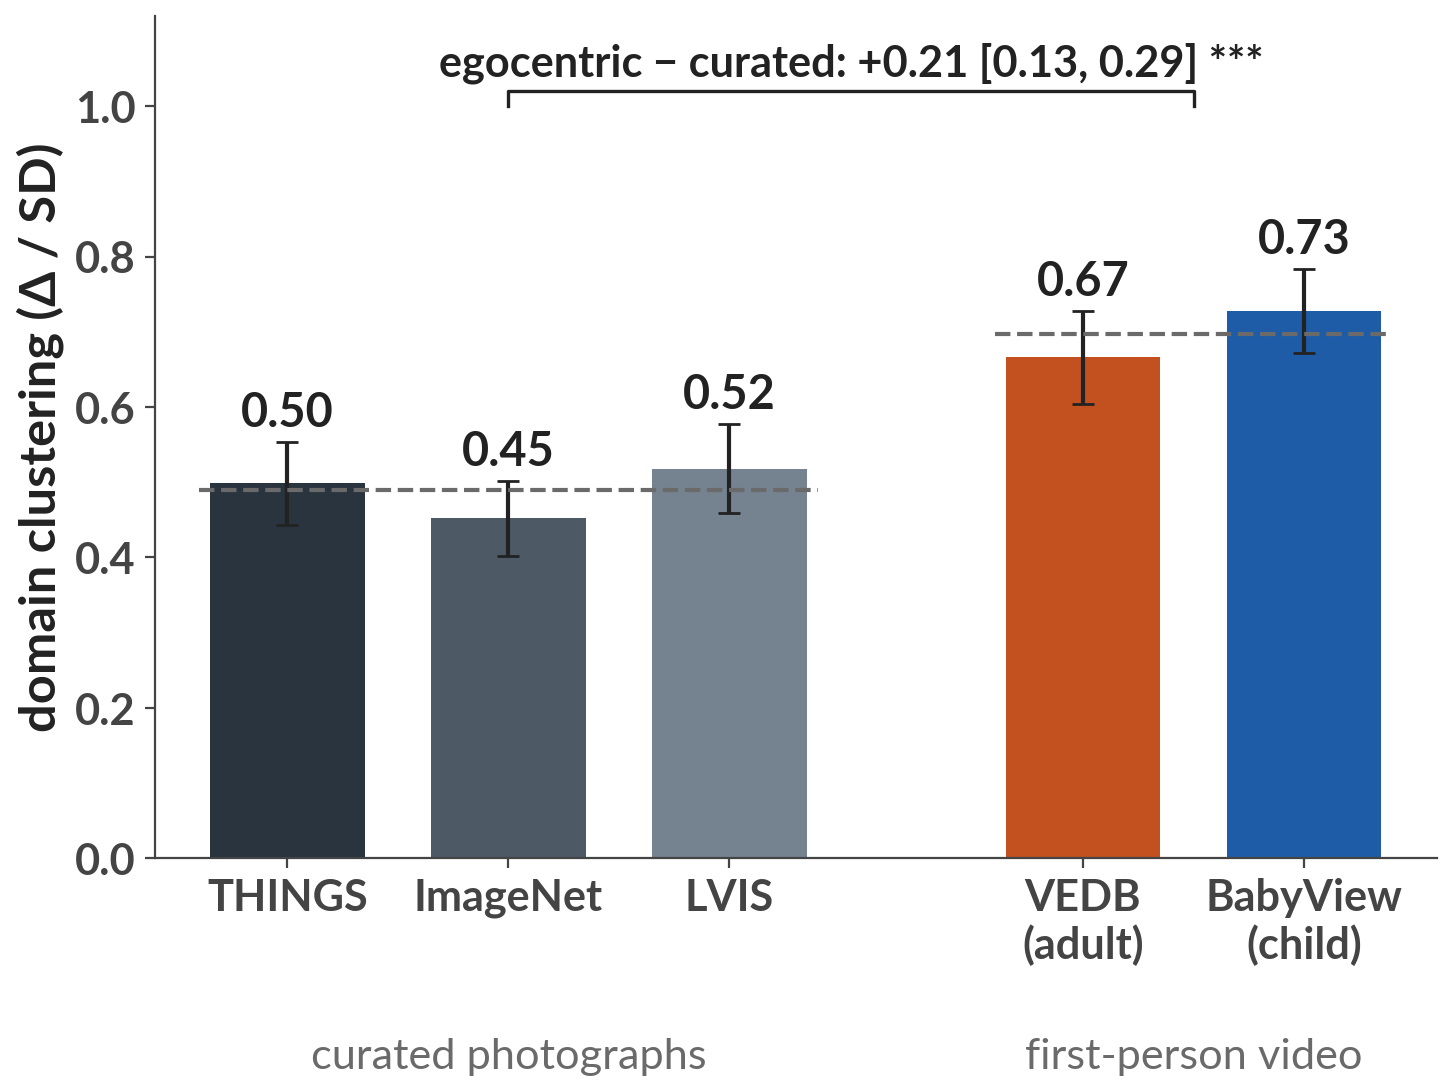 egocentric − curated: +0.21 [0.13, 0.29] ***
domain clustering (Δ / SD)
1.0
0.8
0.6
0.4
0.2
0.0
0.50
0.45
0.52
0.67
0.73
THINGS
ImageNet
LVIS
VEDB
(adult)
BabyView
(child)
curated photographs
first-person video